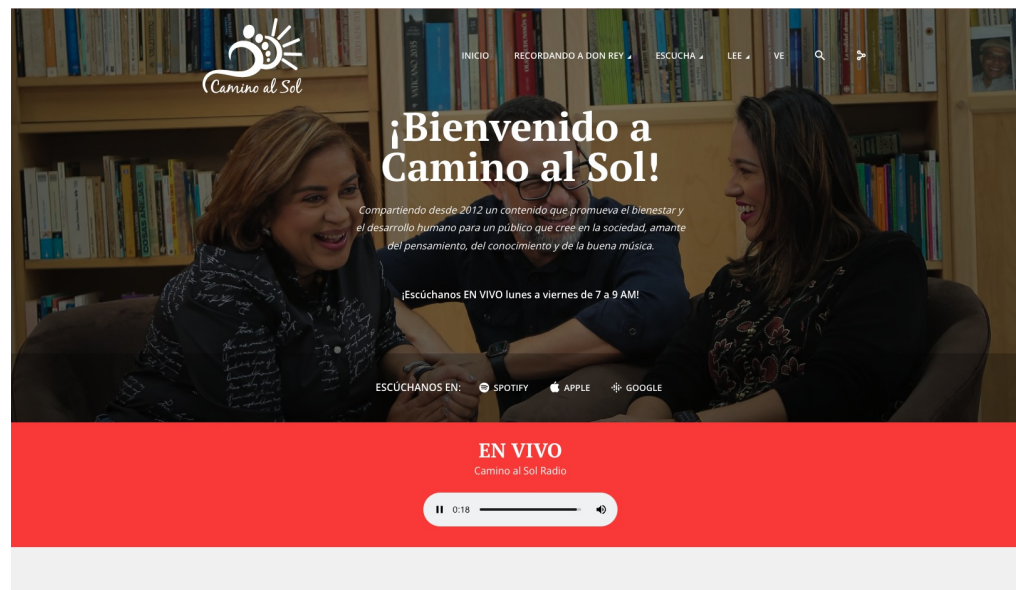 Camino al Sol
INICIO
RECORDANDO A DON REY
ESCUCHA
LEE
VE
¡Bienvenido a
Camino al Sol!
Compartiendo desde 2012 un contenido que promueva el bienestar y
el desarrollo humano para un público que cree en la sociedad, amante
del pensamiento, del conocimiento y de la buena música.
¡Escúchanos EN VIVO lunes a viernes de 7 a 9 AM!
ESCÚCHANOS EN:
SPOTIFY
APPLE
GOOGLE
EN VIVO
Camino al Sol Radio
0:18
VATICANO 2035